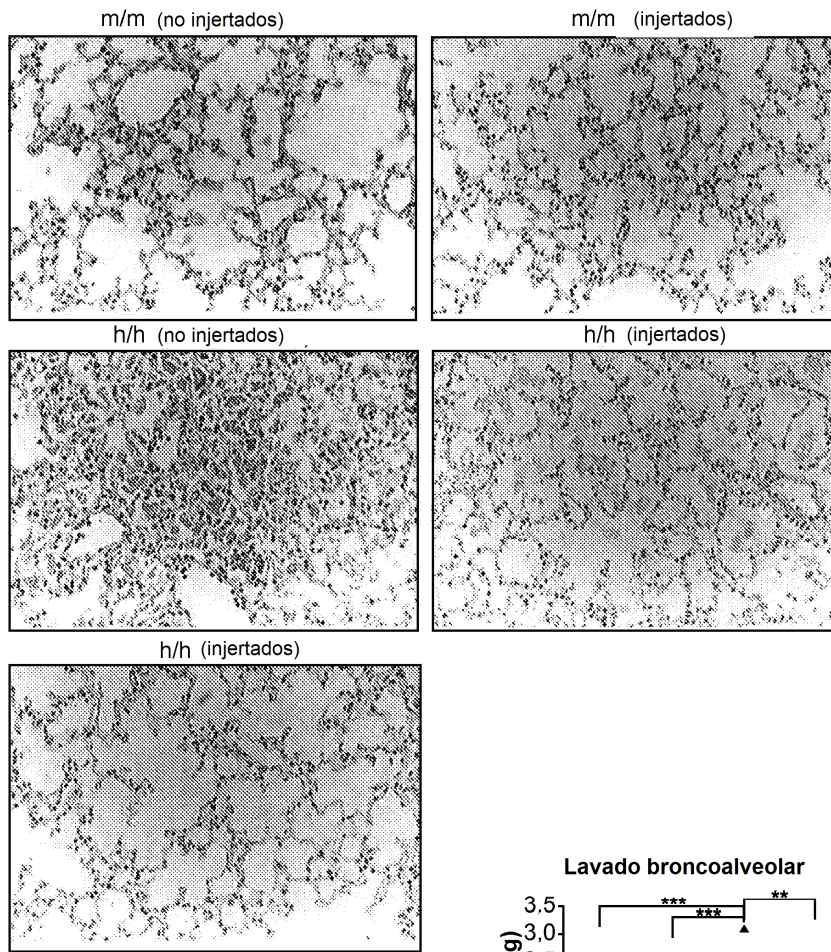 m/m (no injertados)
m/m (injertados)
h/h (no injertados)
h/h (injertados)
h/h (injertados)
Lavado broncoalveolar
3,5
*** **
3,0
***
g)